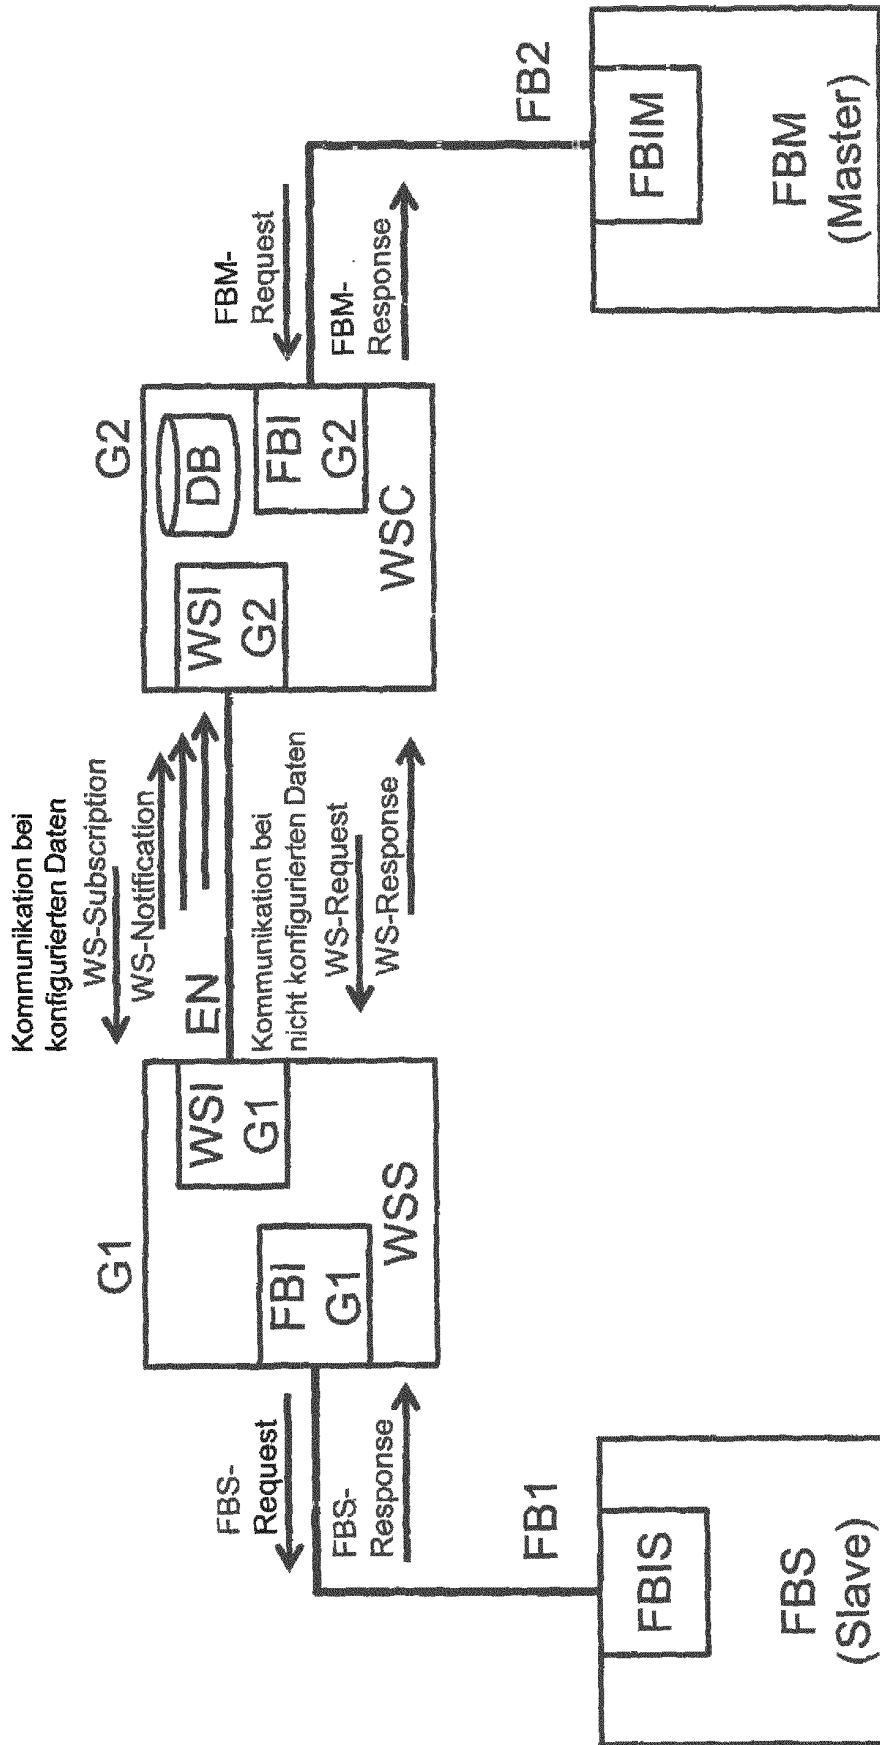 Kommunikation bei
konfigurierten Daten
WS-Subscription
WS-Notification
G1
EN
G2
WSI
G1
WSI
G2
DB
Kommunikation bei
nicht konfigurierten Daten
WS-Request
WS-Response
FBS-
Request
FBS-
Response
FBI
G1
WSS
FBI
G2
WSC
FBM-
Request
FBM-
Response
FB1
FB2
FBIS
FBS
(Slave)
FBIM
FBM
(Master)